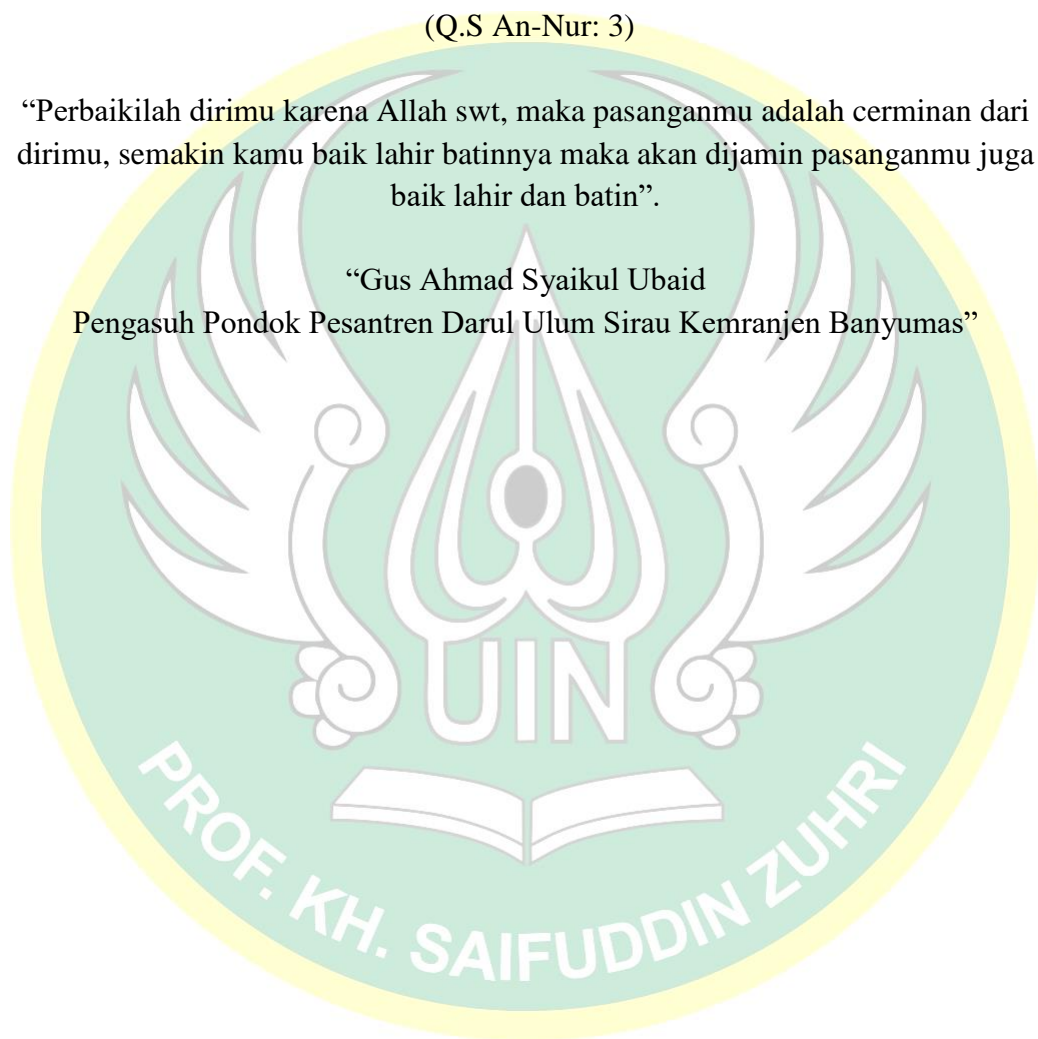 (Q.S An-Nur: 3)
“Perbaikilah dirimu karena Allah swt, maka pasanganmu adalah cerminan dari
dirimu, semakin kamu baik lahir batinnya maka akan dijamin pasanganmu juga
baik lahir dan batin”.
“Gus Ahmad Syaikul Ubaid
Pengasuh Pondok Pesantren Darul Ulum Sirau Kemranjen Banyumas”
UIN
PROF. KH. SAIFUDDIN ZUHRI